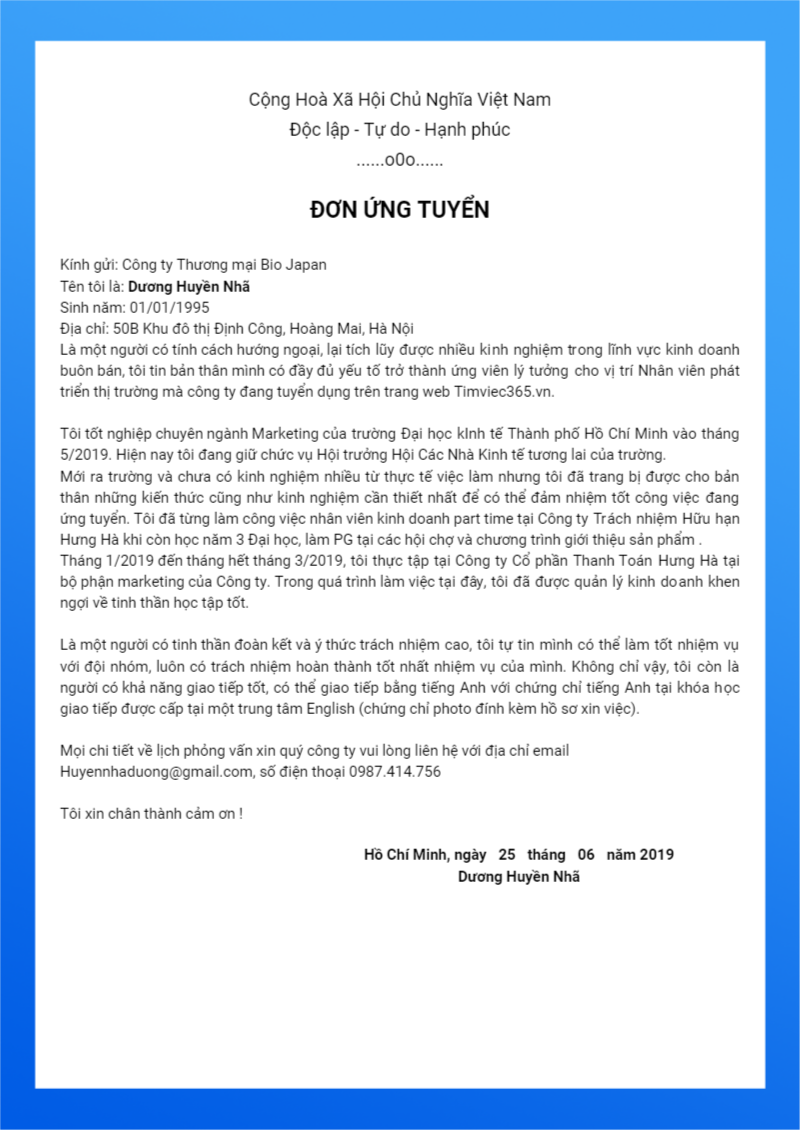 Cộng Hoà Xã Hội Chủ Nghĩa Việt Nam
Độc lập - Tự do - Hạnh phúc
......o0o......
ĐƠN ỨNG TUYỂN
Kính gửi: Công ty Thương mại Bio Japan
Tên tôi là: Dương Huyền Nhã
Sinh năm: 01/01/1995
Địa chỉ: 50B Khu đô thị Định Công, Hoàng Mai, Hà Nội
Là một người có tính cách hướng ngoại, lại tích lũy được nhiều kinh nghiệm trong lĩnh vực kinh doanh
buôn bán, tôi tin bản thân mình có đầy đủ yếu tố trở thành ứng viên lý tưởng cho vị trí Nhân viên phát
triển thị trường mà công ty đang tuyển dụng trên trang web Timviec365.vn.
Tôi tốt nghiệp chuyên ngành Marketing của trường Đại học kInh tế Thành phố Hồ Chí Minh vào tháng
5/2019. Hiện nay tôi đang giữ chức vụ Hội trưởng Hội Các Nhà Kinh tế tương lai của trường.
Mới ra trường và chưa có kinh nghiệm nhiều từ thực tế việc làm nhưng tôi đã trang bị được cho bản
thân những kiến thức cũng như kinh nghiệm cần thiết nhất để có thể đảm nhiệm tốt công việc đang
ứng tuyển. Tôi đã từng làm công việc nhân viên kinh doanh part time tại Công ty Trách nhiệm Hữu hạn
Hưng Hà khi còn học năm 3 Đại học, làm PG tại các hội chợ và chương trình giới thiệu sản phẩm .
Tháng 1/2019 đến tháng hết tháng 3/2019, tôi thực tập tại Công ty Cổ phần Thanh Toán Hưng Hà tại
bộ phận marketing của Công ty. Trong quá trình làm việc tại đây, tôi đã được quản lý kinh doanh khen
ngợi về tinh thần học tập tốt.
Là một người có tinh thần đoàn kết và ý thức trách nhiệm cao, tôi tự tin mình có thể làm tốt nhiệm vụ
với đội nhóm, luôn có trách nhiệm hoàn thành tốt nhất nhiệm vụ của mình. Không chỉ vậy, tôi còn là
người có khả năng giao tiếp tốt, có thể giao tiếp bằng tiếng Anh với chứng chỉ tiếng Anh tại khóa học
giao tiếp được cấp tại một trung tâm English (chứng chỉ photo đính kèm hồ sơ xin việc).
Mọi chi tiết về lịch phỏng vấn xin quý công ty vui lòng liên hệ với địa chỉ email
Huyennhaduong@gmail.com, số điện thoại 0987.414.756
Tôi xin chân thành cảm ơn !
Hồ Chí Minh, ngày 25 tháng 06 năm 2019
Dương Huyền Nhã